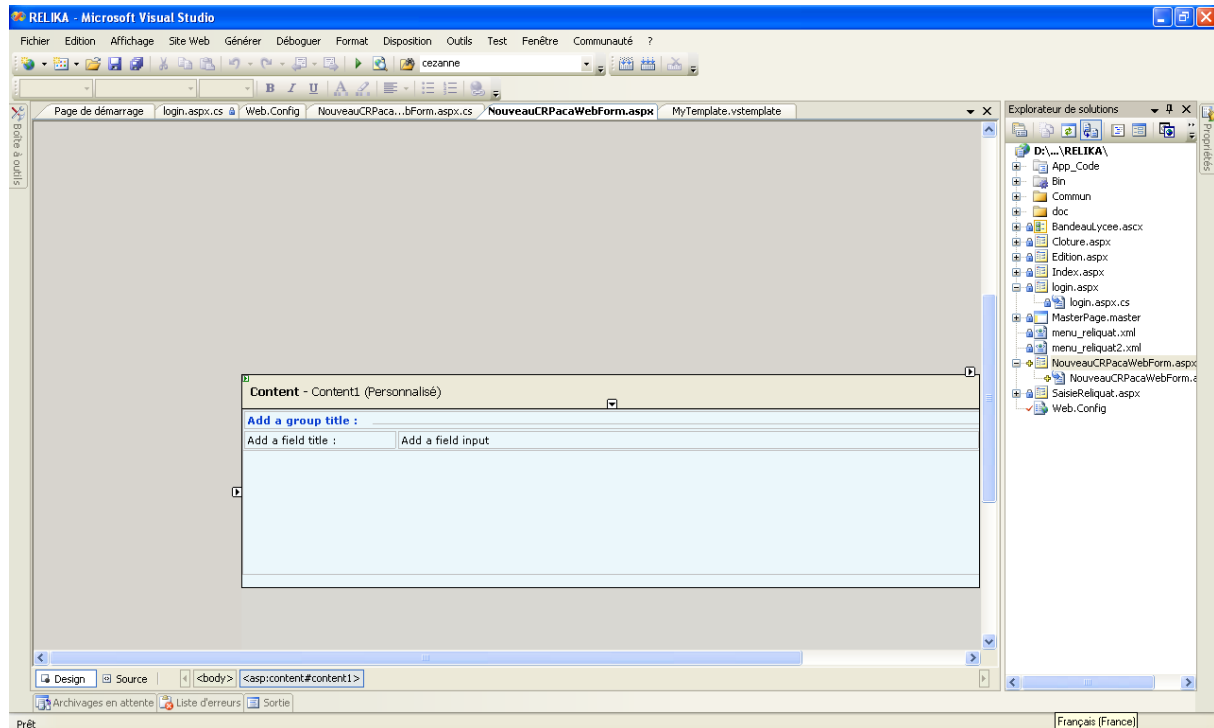 RELIKA - Microsoft Visual Studio
Fichier Edition Affichage Site Web Générer Déboguer Format Disposition Outils Test Fenêtre Communauté ?
cezanne
B I U A
Page de démarrage login.aspx.cs Web.Config NouveauCRPaca...bForm.aspx.cs NouveauCRPacaWebForm.aspx MyTemplate.vstemplate
Boîte à outils
Content - Content1 (Personnalisé)
Add a group title :
Add a field title : Add a field input
Design Source <body> <asp:content#content1>
Archivages en attente Liste d'erreurs Sortie
Prêt
Explorateur de solutions
D:\...\RELIKA\
App_Code
Bin
Commun
doc
BandeauLycee.ascx
Cloture.aspx
Edition.aspx
Index.aspx
login.aspx
login.aspx.cs
MasterPage.master
menu_reliquat.xml
menu_reliquat2.xml
NouveauCRPacaWebForm.aspx
NouveauCRPacaWebForm.a
SaisieReliquat.aspx
Web.Config
Propriétés
Français (France)